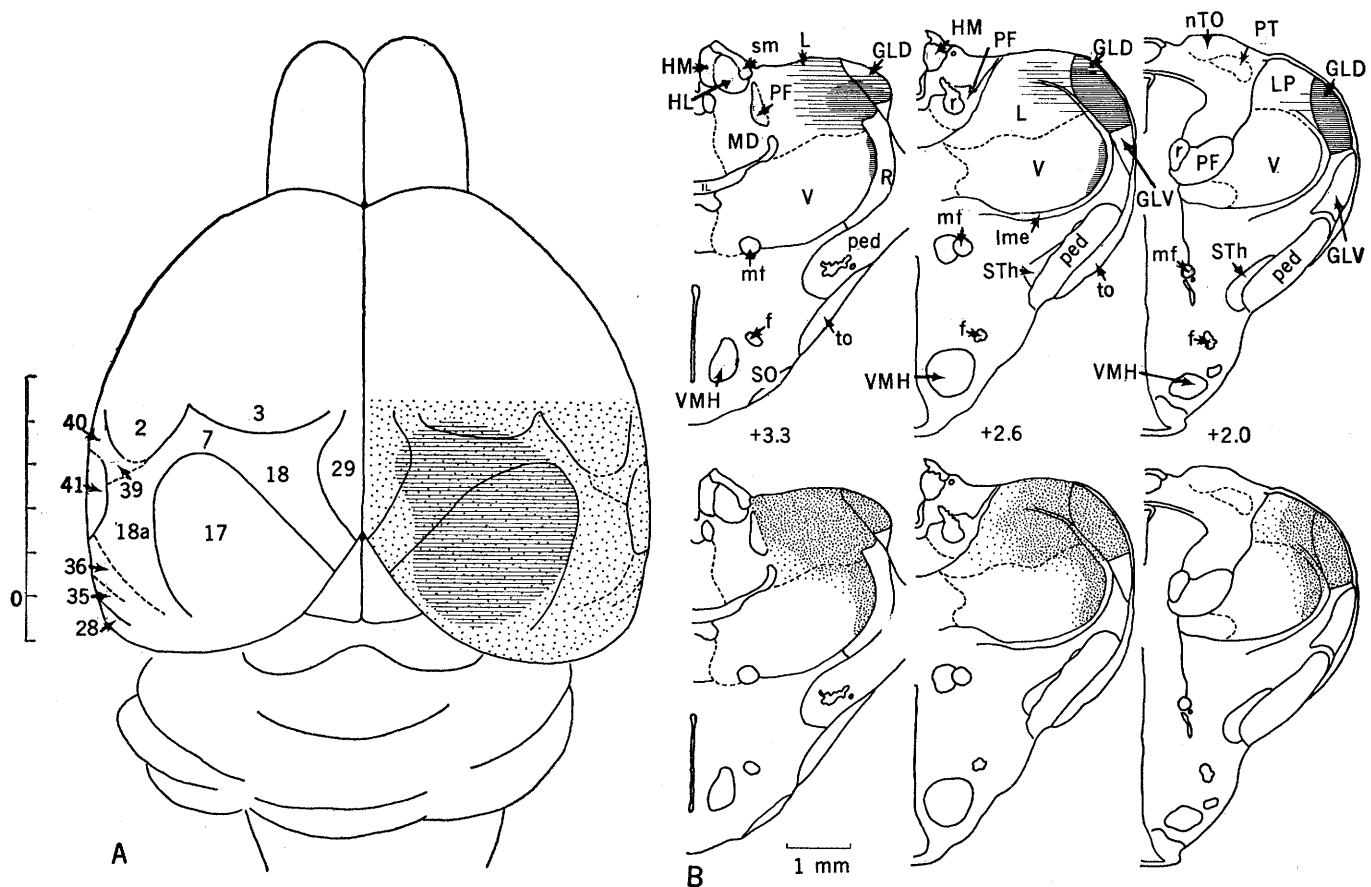 40
2
3
7
18
29
41
39
18a
17
36
35
0
28
A
HM
sm
L
GLD
HL
PF
MD
IL
V
R
mt
ped
f
to
SO
VMH
+3.3
HM
PF
GLD
r
L
V
GLV
mf
lme
STh
ped
to
f
VMH
+2.6
nTO
PT
GLD
LP
r
PF
V
GLV
mf
STh
ped
f
VMH
+2.0
1 mm
B